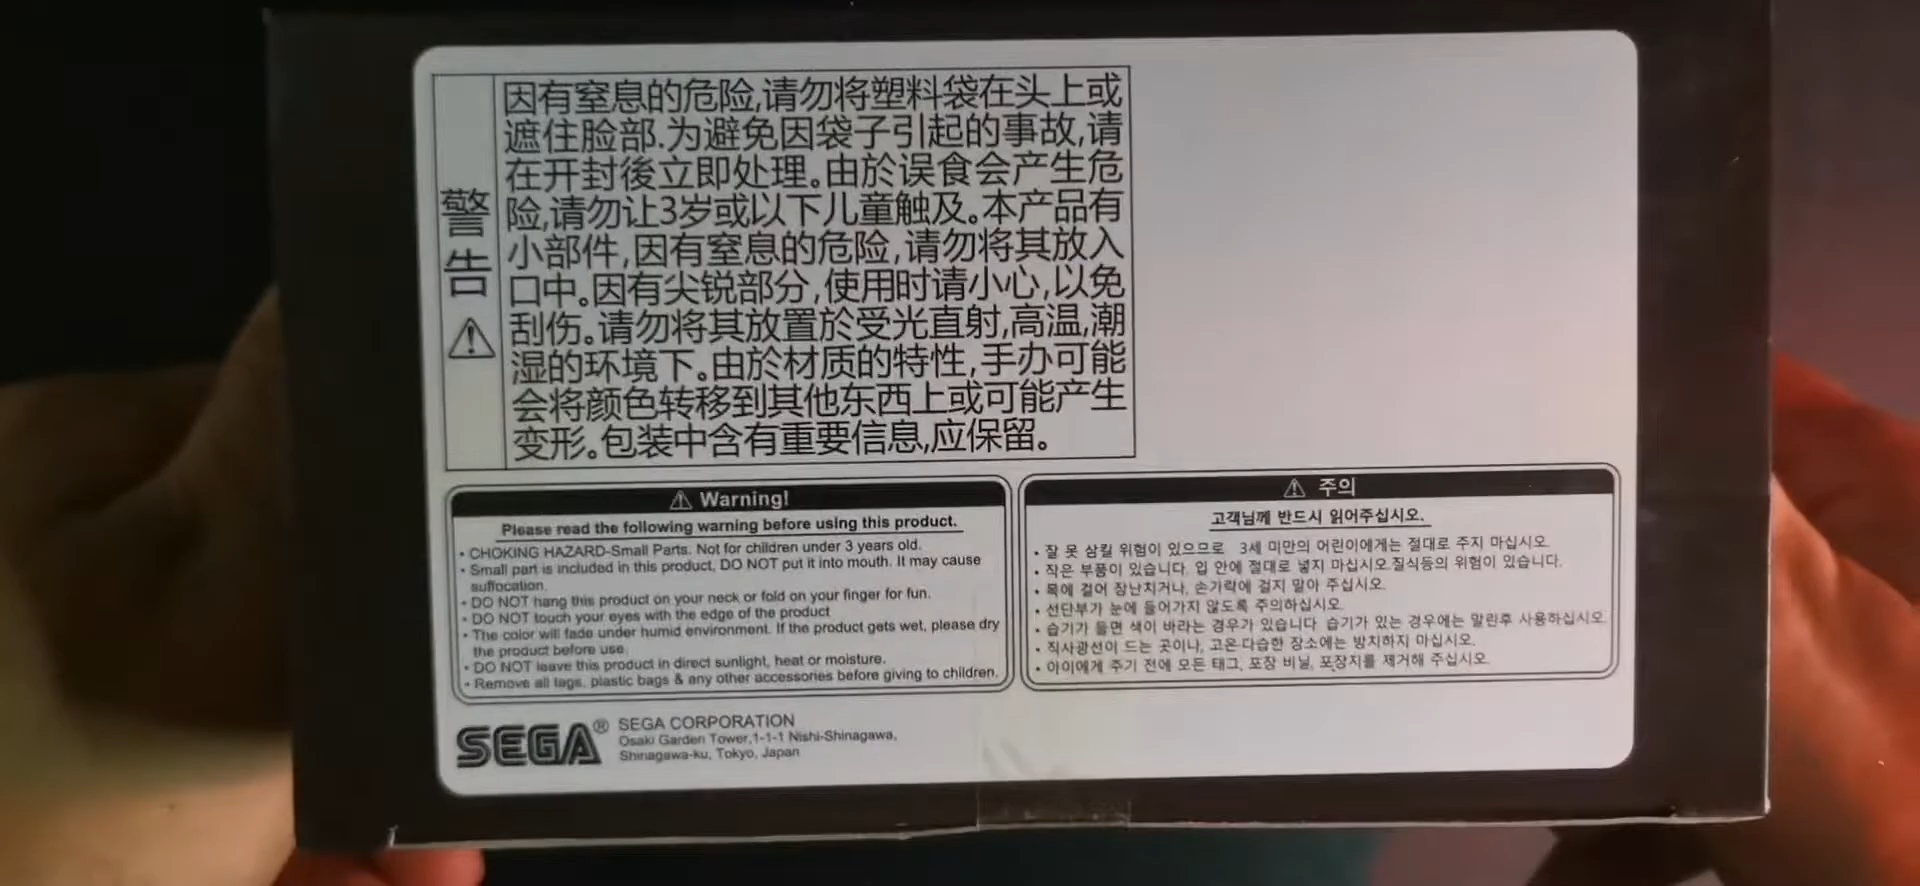 警告⚠
因有窒息的危险,请勿将塑料袋在头上或
遮住脸部.为避免因袋子引起的事故,请
在开封後立即处理。由於误食会产生危
险,请勿让3岁或以下儿童触及。本产品有
小部件,因有窒息的危险,请勿将其放入
口中。因有尖锐部分,使用时请小心,以免
刮伤。请勿将其放置於受光直射,高温,潮
湿的环境下。由於材质的特性,手办可能
会将颜色转移到其他东西上或可能产生
变形。包装中含有重要信息,应保留。
⚠ Warning!
Please read the following warning before using this product.
• CHOKING HAZARD-Small Parts. Not for children under 3 years old.
• Small part is included in this product, DO NOT put it into mouth. It may cause
suffocation.
• DO NOT hang this product on your neck or fold on your finger for fun.
• DO NOT touch your eyes with the edge of the product
• The color will fade under humid environment. If the product gets wet, please dry
the product before use.
• DO NOT leave this product in direct sunlight, heat or moisture.
• Remove all tags, plastic bags & any other accessories before giving to children.
⚠ 주의
고객님께 반드시 읽어주십시오.
• 잘 못 삼킬 위험이 있으므로 3세 미만의 어린이에게는 절대로 주지 마십시오.
• 작은 부품이 있습니다. 입 안에 절대로 넣지 마십시오.질식등의 위험이 있습니다.
• 목에 걸어 장난치거나, 손가락에 걸지 말아 주십시오.
• 선단부가 눈에 들어가지 않도록 주의하십시오.
• 습기가 들면 색이 바라는 경우가 있습니다. 습기가 있는 경우에는 말린후 사용하십시오.
• 직사광선이 드는 곳이나, 고온·다습한 장소에는 방치하지 마십시오.
• 아이에게 주기 전에 모든 태그, 포장 비닐, 포장지를 제거해 주십시오.
SEGA®
SEGA CORPORATION
Osaki Garden Tower,1-1-1 Nishi-Shinagawa,
Shinagawa-ku, Tokyo, Japan